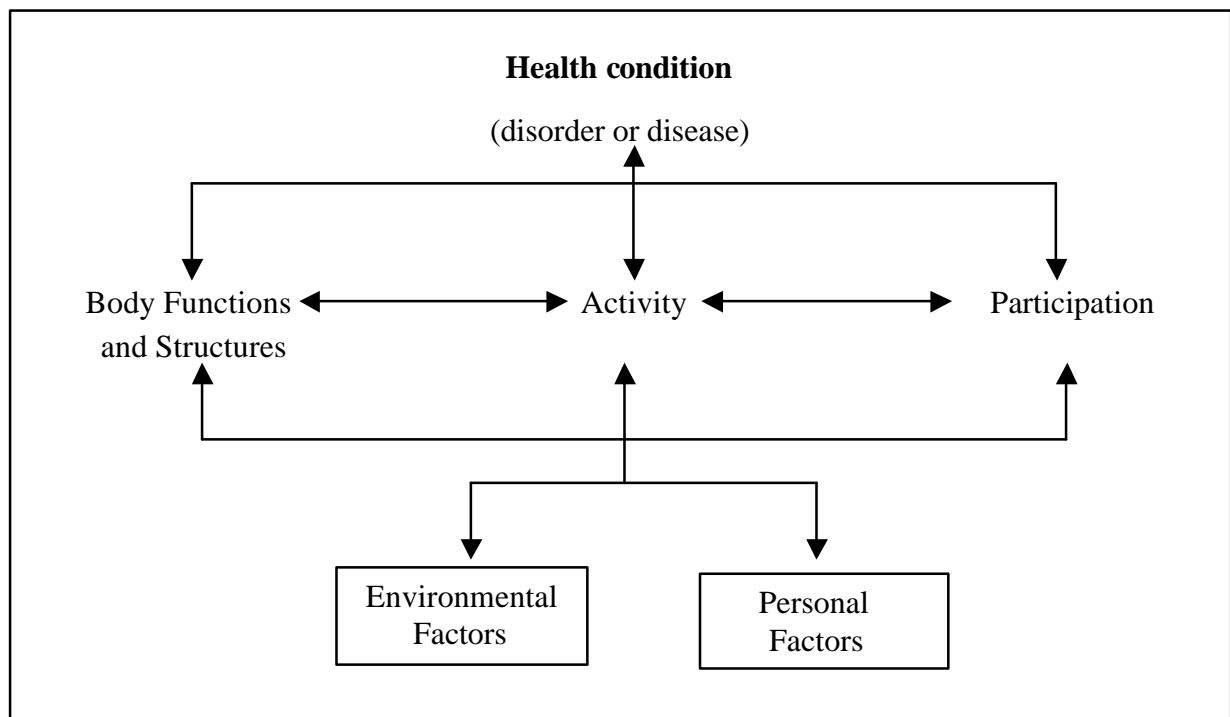 Health condition
(disorder or disease)
Body Functions
and Structures
Activity
Participation
Environmental
Factors
Personal
Factors